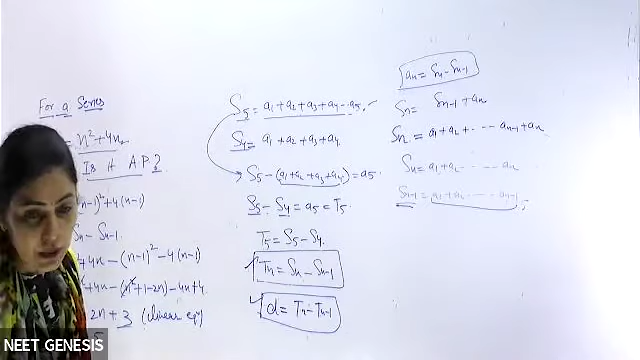 For a Series
= n² + 4n
Is it A.P?
n-1)² + 4(n-1)
Sn - Sn-1
+4n - (n-1)² - 4(n-1)
+4n - (n² + 1 - 2n) - 4n + 4
2n + 3 (linear eqn)
S5 = a1 + a2 + a3 + a4 - a5
S4 = a1 + a2 + a3 + a4
S5 - (a1 + a2 + a3 + a4) = a5
S5 - S4 = a5 = T5
T5 = S5 - S4
Tn = Sn - Sn-1
d = Tn - Tn-1
an = Sn - Sn-1
Sn = Sn-1 + an
Sn = a1 + a2 + ---- an-1 + an
Sn = a1 + a2 ------ an
Sn-1 = a1 + a2 ------ an-1
NEET GENESIS